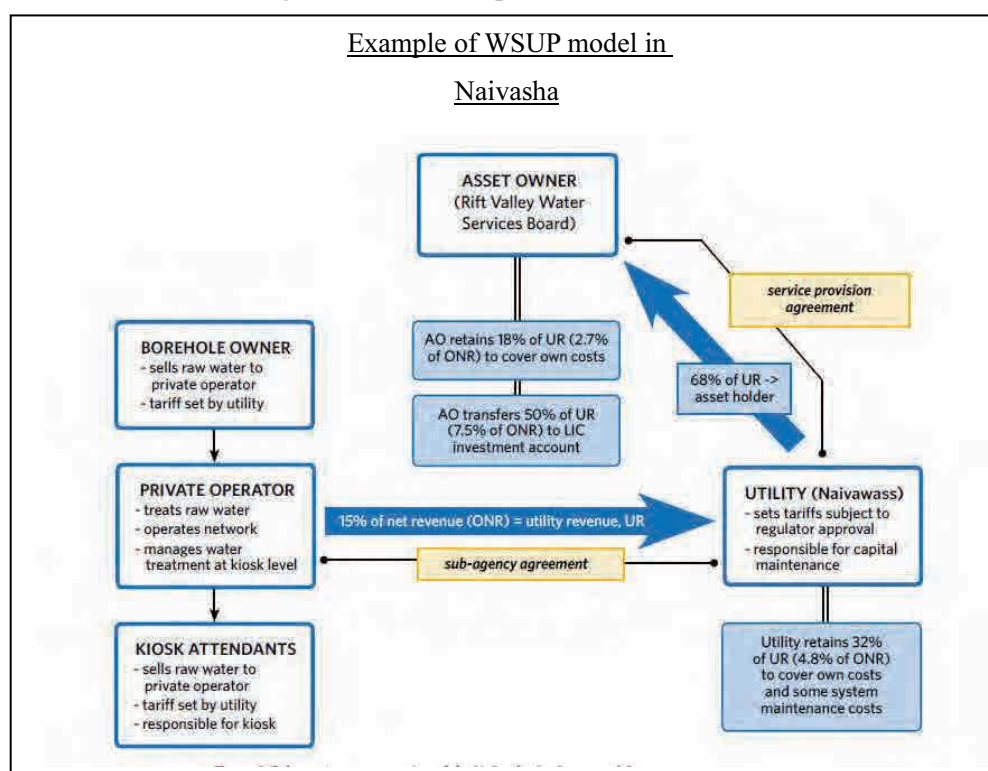 Example of WSUP model in
Naivasha
ASSET OWNER
(Rift Valley Water
Services Board)
service provision
agreement
AO retains 18% of UR (2.7%
of ONR) to cover own costs
68% of UR ->
asset holder
AO transfers 50% of UR
(7.5% of ONR) to LIC
investment account
BOREHOLE OWNER
- sells raw water to
private operator
- tariff set by utility
PRIVATE OPERATOR
- treats raw water
- operates network
- manages water
treatment at kiosk level
15% of net revenue (ONR) = utility revenue, UR
sub-agency agreement
UTILITY (Naivawass)
- sets tariffs subject to
regulator approval
- responsible for capital
maintenance
KIOSK ATTENDANTS
- sells raw water to
private operator
- tariff set by utility
- responsible for kiosk
Utility retains 32%
of UR (4.8% of ONR)
to cover own costs
and some system
maintenance costs